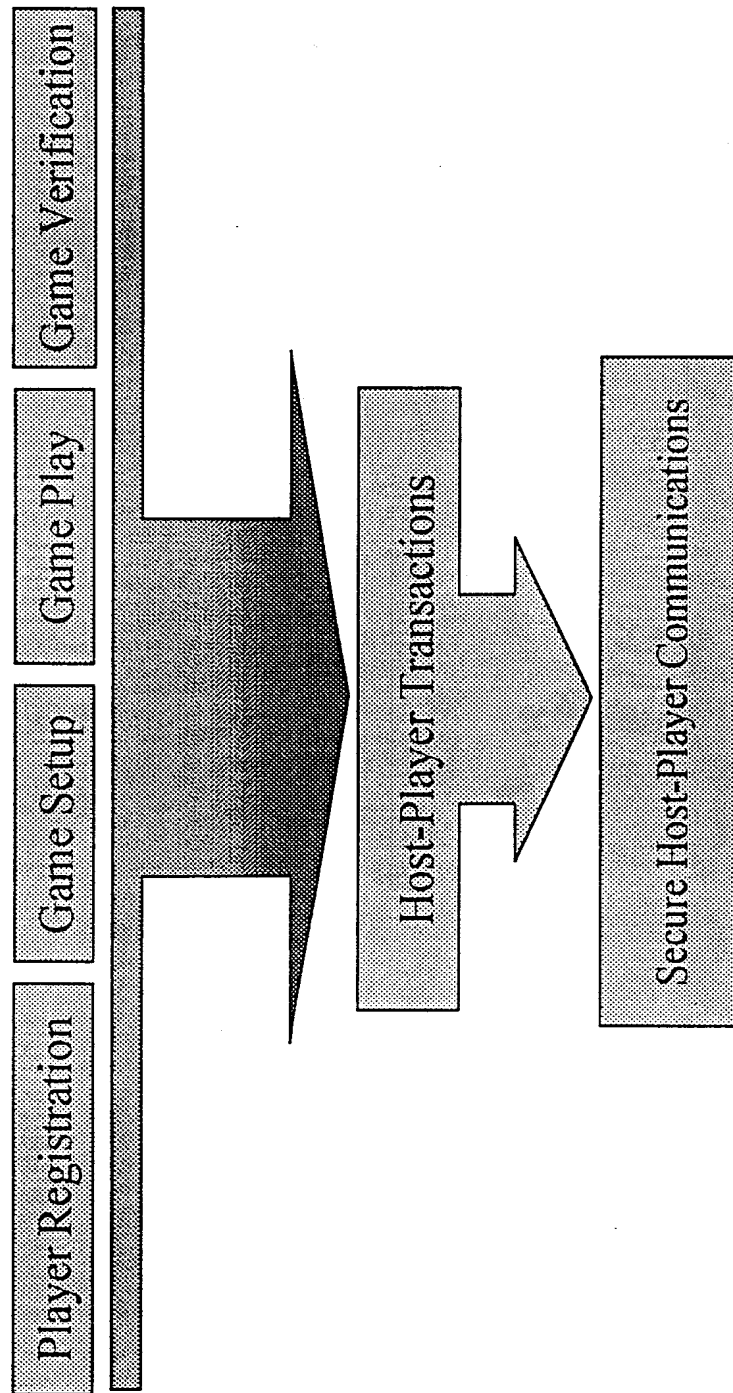 Player Registration
Game Setup
Game Play
Game Verification
Host-Player Transactions
Secure Host-Player Communications